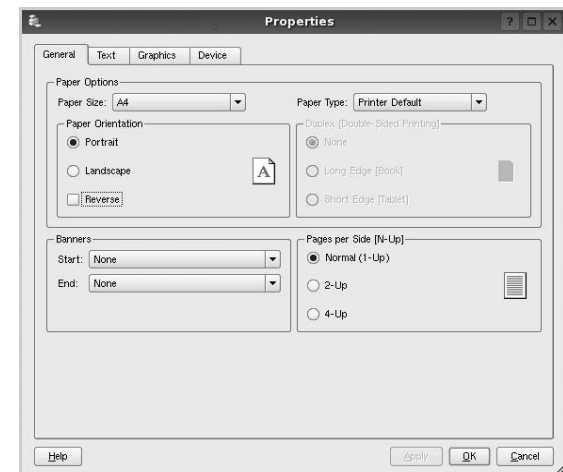 Properties
General Text Graphics Device
Paper Options
Paper Size: A4
Paper Type: Printer Default
Paper Orientation
Portrait
Landscape
Reverse
A
Duplex [Double-Sided Printing]
None
Long Edge [Book]
Short Edge [Tablet]
Banners
Start: None
End: None
Pages per Side [N-Up]
Normal (1-Up)
2-Up
4-Up
Help Apply OK Cancel